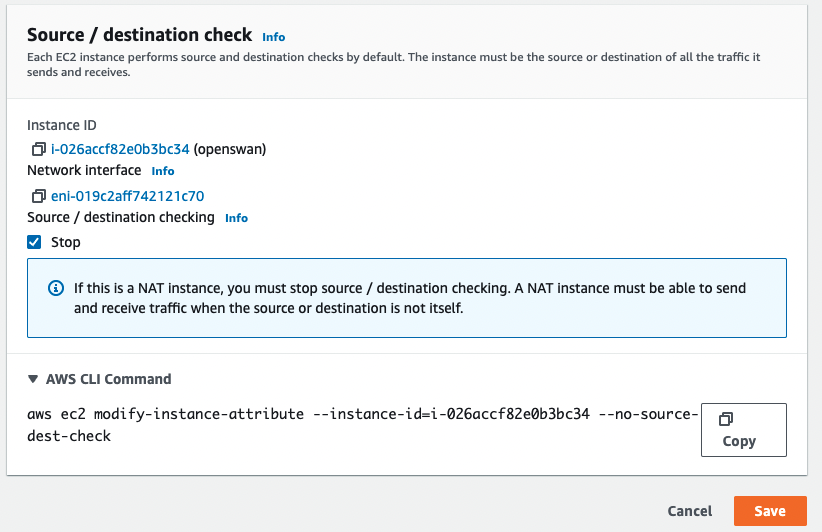 Source / destination check Info
Each EC2 instance performs source and destination checks by default. The instance must be the source or destination of all the traffic it
sends and receives.
Instance ID
i-026accf82e0b3bc34 (openswan)
Network interface Info
eni-019c2aff742121c70
Source / destination checking Info
Stop
If this is a NAT instance, you must stop source / destination checking. A NAT instance must be able to send
and receive traffic when the source or destination is not itself.
AWS CLI Command
aws ec2 modify-instance-attribute --instance-id=i-026accf82e0b3bc34 --no-source-
dest-check
Copy
Cancel
Save